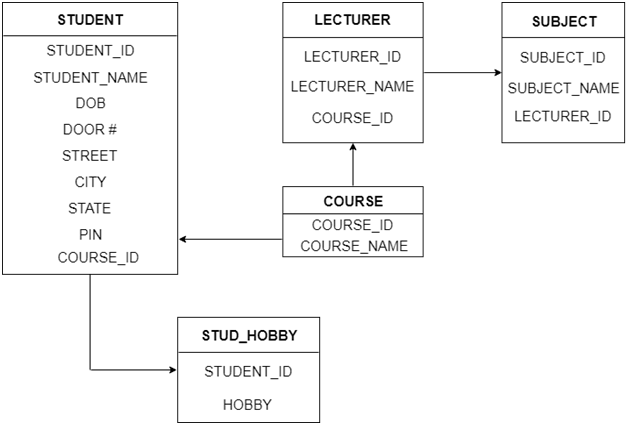 STUDENT
STUDENT_ID
STUDENT_NAME
DOB
DOOR #
STREET
CITY
STATE
PIN
COURSE_ID
LECTURER
LECTURER_ID
LECTURER_NAME
COURSE_ID
SUBJECT
SUBJECT_ID
SUBJECT_NAME
LECTURER_ID
COURSE
COURSE_ID
COURSE_NAME
STUD_HOBBY
STUDENT_ID
HOBBY